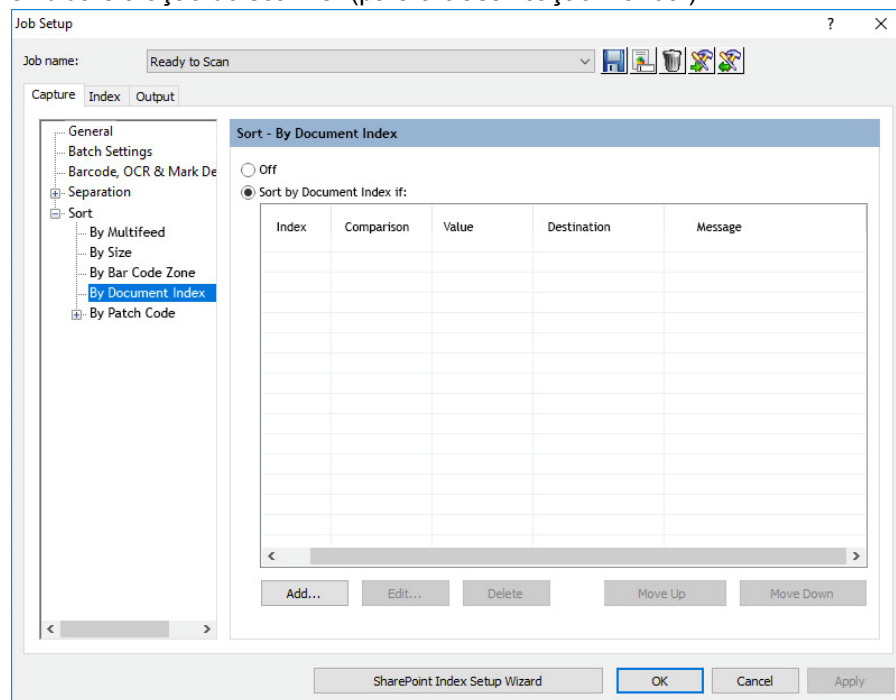 Job Setup
?
X
Job name:
Ready to Scan
Capture
Index
Output
General
Batch Settings
Barcode, OCR & Mark De
Separation
Sort
By Multifeed
By Size
By Bar Code Zone
By Document Index
By Patch Code
Sort - By Document Index
Off
Sort by Document Index if:
Index Comparison Value Destination Message
Add... Edit... Delete Move Up Move Down
SharePoint Index Setup Wizard OK Cancel Apply